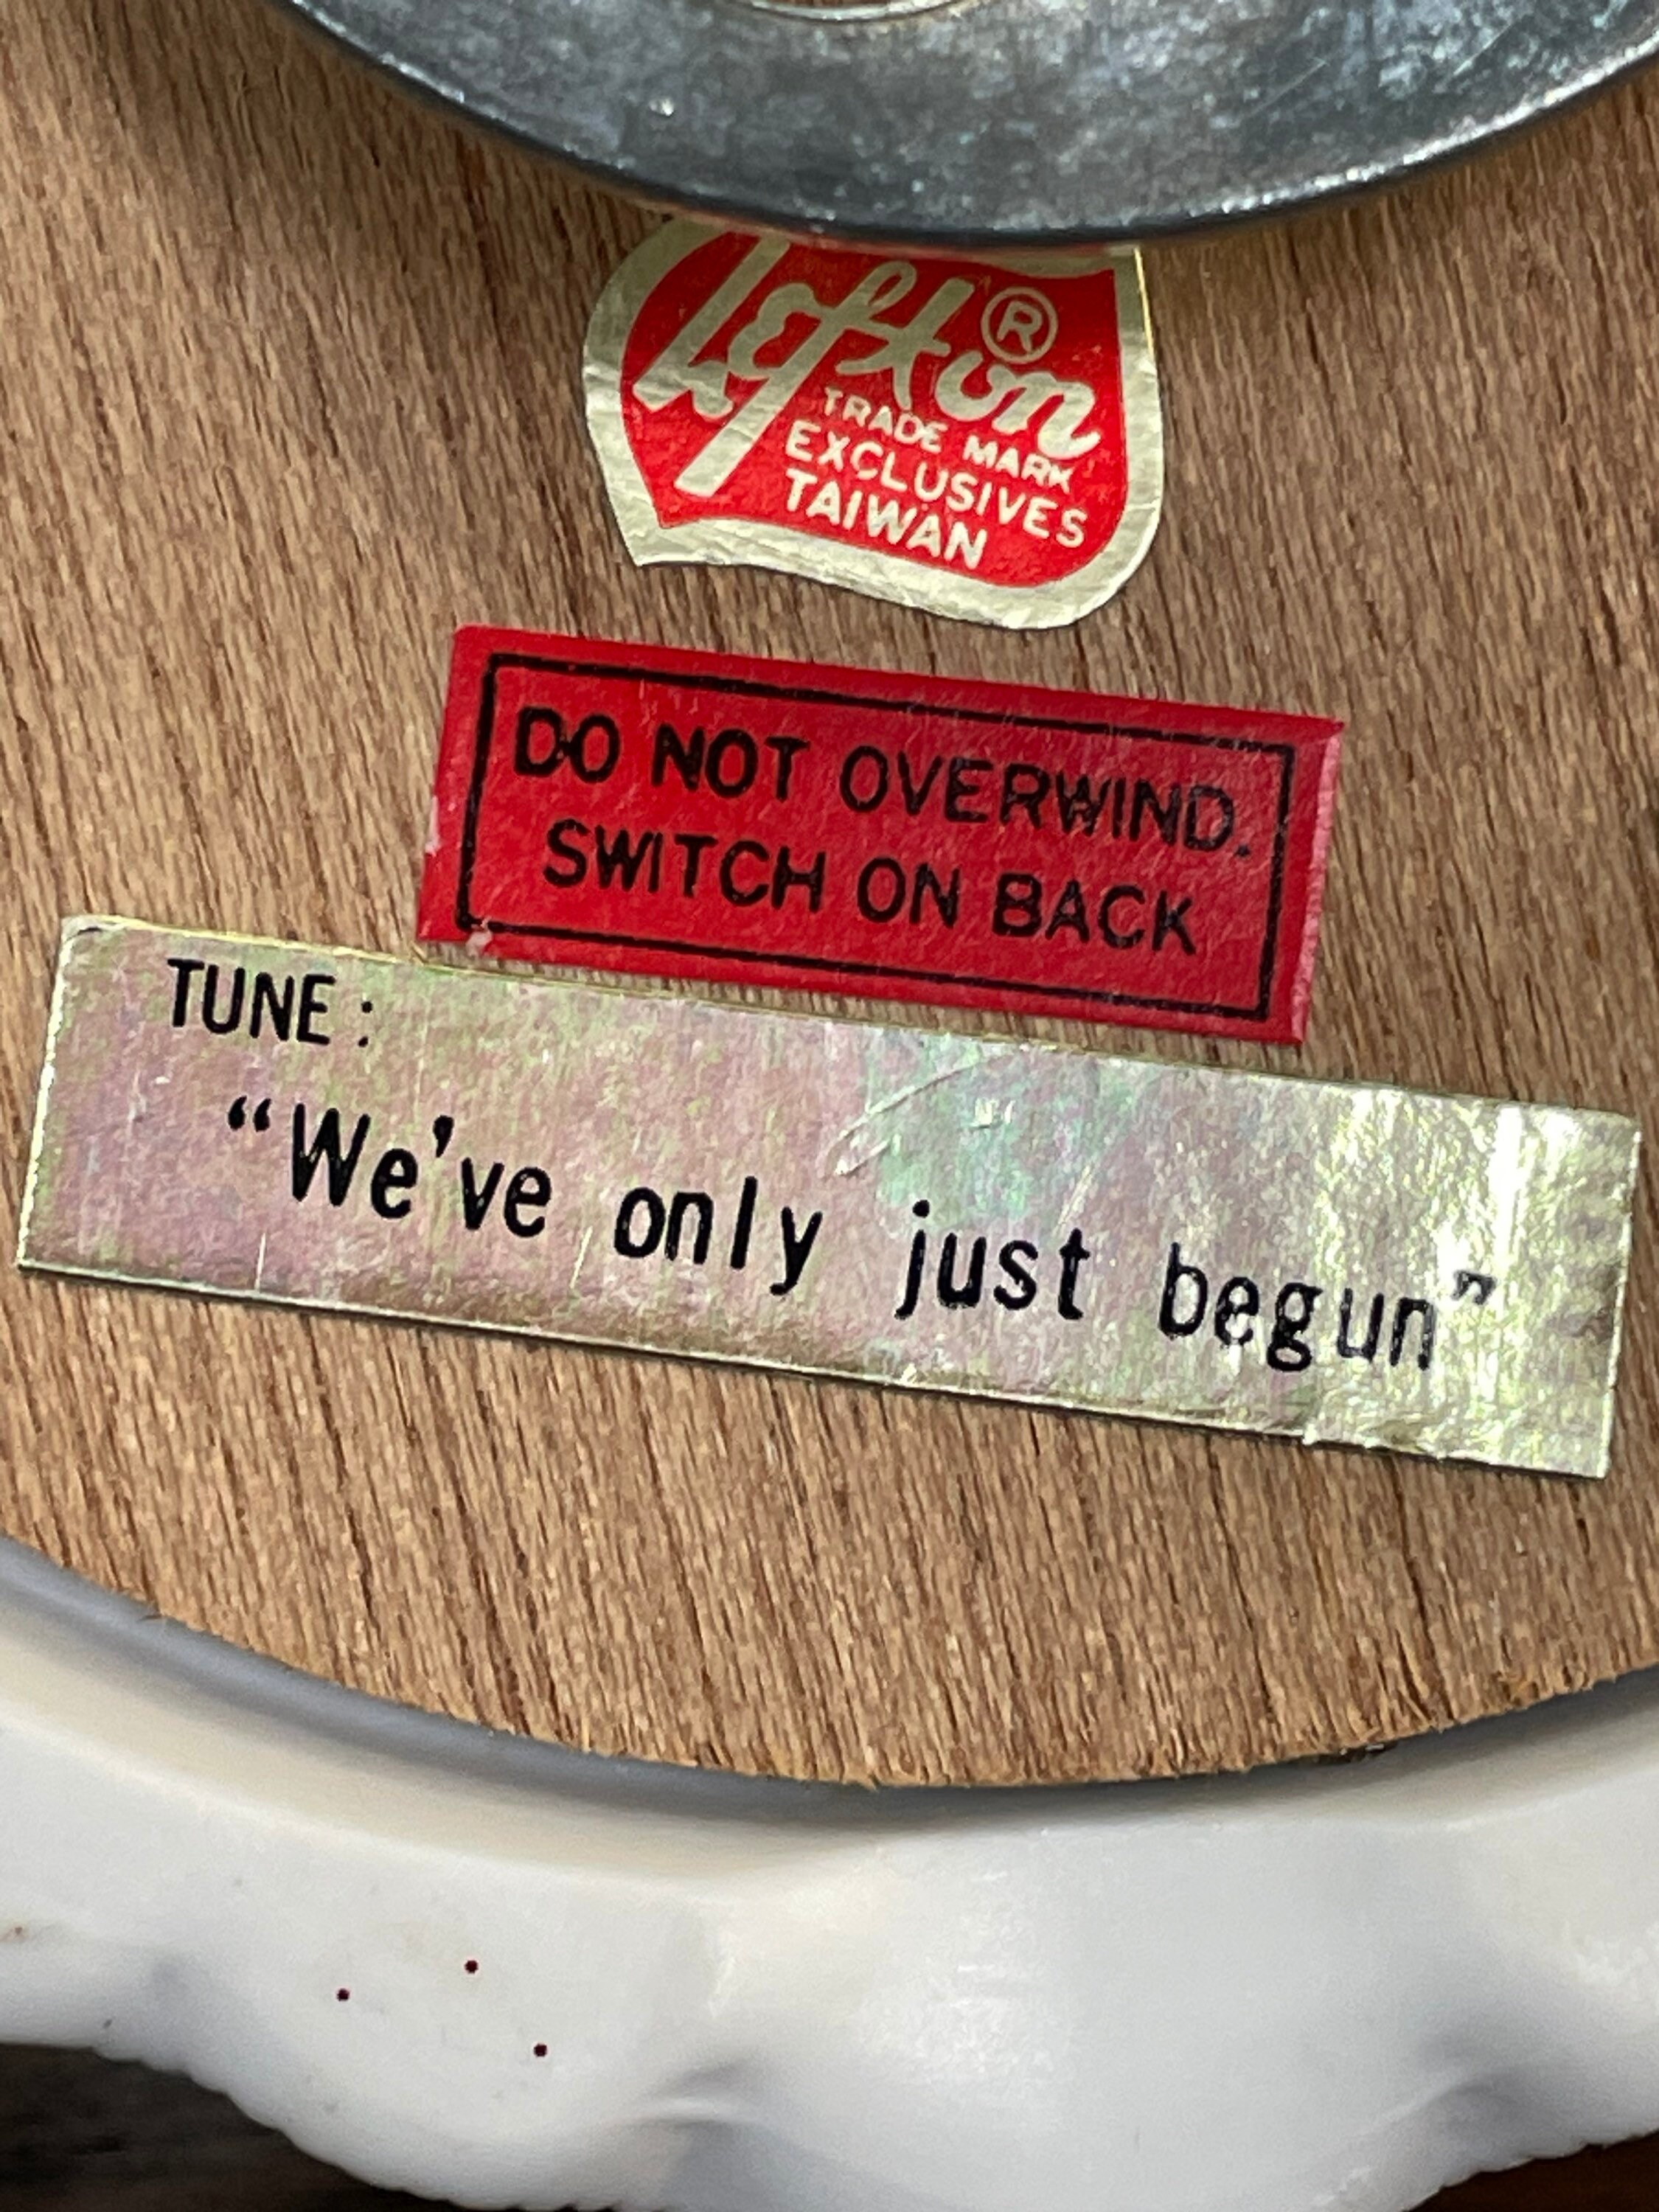 Lefton®
TRADE MARK
EXCLUSIVES
TAIWAN
DO NOT OVERWIND.
SWITCH ON BACK
TUNE:
"We've only just begun"